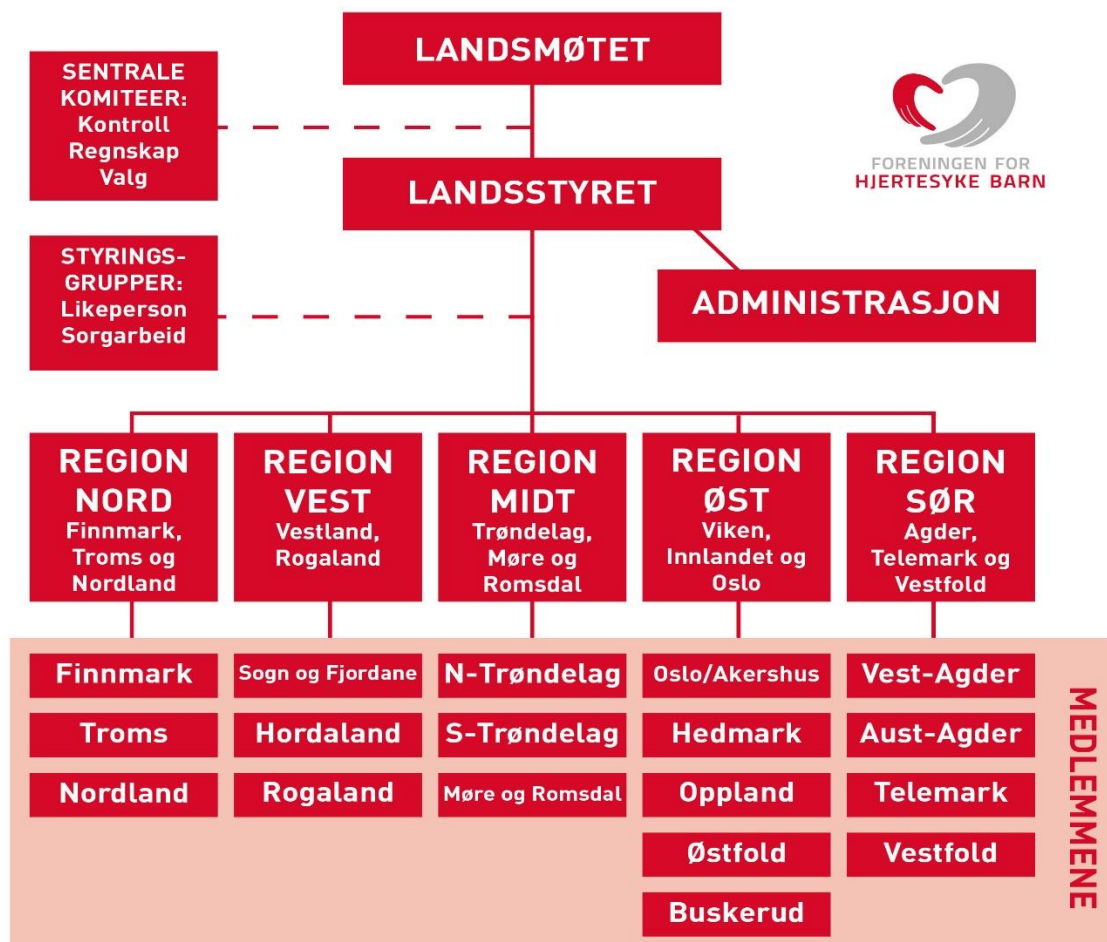 LANDSMØTET
SENTRALE
KOMITEER:
Kontroll
Regnskap
Valg
FORENINGEN FOR
HJERTESYKE BARN
LANDSSTYRET
STYRINGS-
GRUPPER:
Likeperson
Sorgarbeid
ADMINISTRASJON
REGION
NORD
Finnmark,
Troms og
Nordland
REGION
VEST
Vestland,
Rogaland
REGION
MIDT
Trøndelag,
Møre og
Romsdal
REGION
ØST
Viken,
Innlandet og
Oslo
REGION
SØR
Agder,
Telemark og
Vestfold
Finnmark
Troms
Nordland
Sogn og Fjordane
Hordaland
Rogaland
N-Trøndelag
S-Trøndelag
Møre og Romsdal
Oslo/Akershus
Hedmark
Oppland
Østfold
Buskerud
Vest-Agder
Aust-Agder
Telemark
Vestfold
MEDLEMMENE